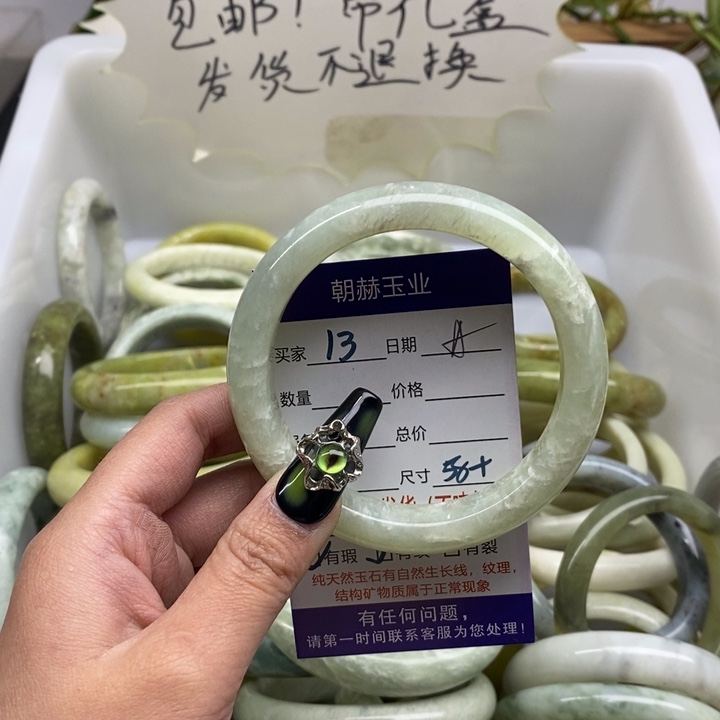 包邮！带礼盒
发货不退换
朝赫玉业
买家 13 日期 A
数量 价格
总价
尺寸 56+
有瑕 有纹 口有裂
纯天然玉石有自然生长线，纹理，
结构矿物质属于正常现象
有任何问题，
请第一时间联系客服为您处理！